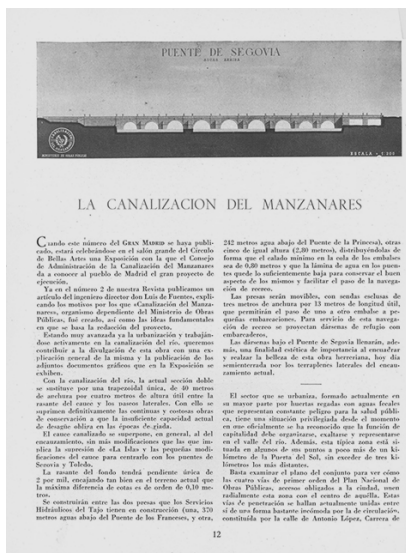 PUENTE DE SEGOVIA
ESCALA - 1:500
LA CANALIZACION DEL MANZANARES
Cuando este número del GRAN MADRID se haya publi-
cado, estará celebrándose en el salón grande del Círculo
de Bellas Artes una Exposición con la que el Consejo
de Administración de la Canalización del Manzanares
da a conocer al pueblo de Madrid el gran proyecto de
ejecución.
Ya en el número 2 de nuestra Revista publicamos un
artículo del ingeniero director don Luis de Fuentes, expli-
cando los motivos por los que «Canalización del Manza-
nares», organismo dependiente del Ministerio de Obras
Públicas, fué creado, así como las ideas fundamentales
en que se basa la redacción del proyecto.
Estando muy avanzada ya la urbanización y trabaján-
dose activamente en la canalización del río, queremos
contribuir a la divulgación de esta obra con una ex-
plicación general de la misma y la publicación de los
adjuntos documentos gráficos que en la Exposición se
exhiben.
Con la canalización del río, la actual sección doble
se sustituye por una trapezoidal única, de 40 metros
de anchura por cuatro metros de altura útil entre la
rasante del cauce y los paseos laterales. Con ello se
suprimen definitivamente las continuas y costosas obras
de conservación a que la insuficiente capacidad actual
de desagüe obliga en las épocas de riada.
El cauce canalizado se superpone, en general, al del
encauzamiento, sin más modificaciones que las que im-
plica la supresión de «La Isla» y las pequeñas modi-
ficaciones del cauce para centrarlo con los puentes de
Segovia y Toledo.
La rasante del fondo tendrá pendiente única de
2 por mil, encajando tan bien en el terreno actual que
la máxima diferencia de cotas es de orden de 0,10 me-
tros.
Se construirán entre las dos presas que los Servicios
Hidráulicos del Tajo tienen en construcción (una, 370
metros aguas abajo del Puente de los Franceses, y otra,
242 metros agua abajo del Puente de la Princesa), otras
cinco de igual altura (2,80 metros), distribuyéndolas de
forma que el calado mínimo en la cola de los embalses
sea de 0,80 metros y que la lámina de agua en los puen-
tes quede lo suficientemente baja para conservar el buen
aspecto de los mismos y facilitar el paso de la navega-
ción de recreo.
Las presas serán movibles, con sendas esclusas de
tres metros de anchura por 13 metros de longitud útil,
que permitirán el paso de uno a otro embalse a pe-
queñas embarcaciones. Para servicio de esta navega-
ción de recreo se proyectan dársenas de refugio con
embarcaderos.
Las dársenas bajo el Puente de Segovia llenarán, ade-
más, una finalidad estética de importancia al encuadrar
y realzar la belleza de esta obra herreriana, hoy día
semienterrada por los terraplenes laterales del encau-
zamiento actual.
El sector que se urbaniza, formado actualmente en
su mayor parte por huertas regadas con aguas fecales
que representan constante peligro para la salud públi-
ca, tiene una situación privilegiada desde el momento
en que oficialmente se ha reconocido que la función de
capitalidad debe organizarse, exaltarse y representarse
en el valle del río. Además, esta típica zona está si-
tuada en algunos de sus puntos a poco más de un ki-
lómetro de la Puerta del Sol, sin exceder de tres ki-
lómetros los más distantes.
Basta examinar el plano del conjunto para ver cómo
las cuatro vías de primer orden del Plan Nacional de
Obras Públicas, accesos obligados a la ciudad, unen
radialmente esta zona con el centro de aquélla. Estas
vías de penetración se hallan actualmente unidas entre
sí de una forma bastante incómoda por la de circulación,
constituída por la calle de Antonio López, Carrera de
12